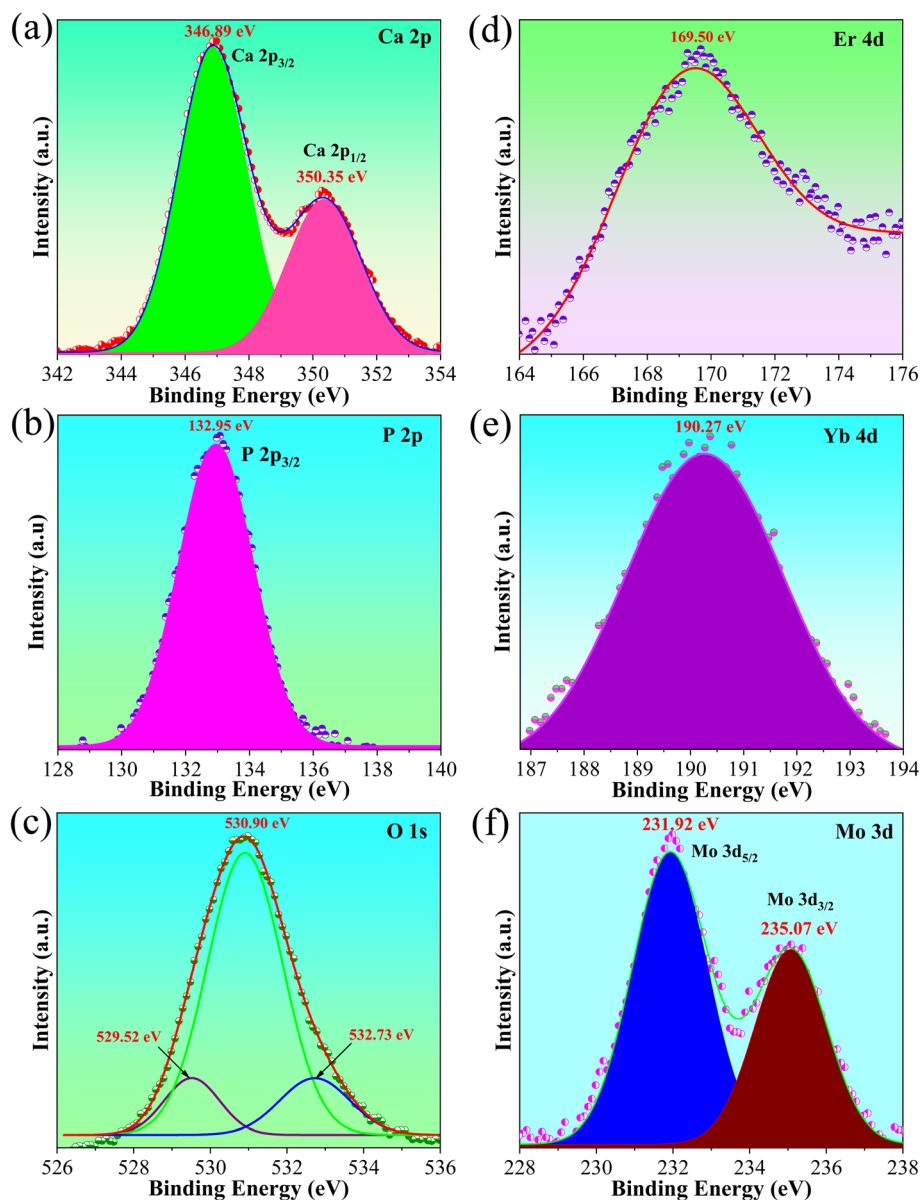 (a)
346.89 eV
Ca 2p
Ca 2p3/2
Ca 2p1/2
350.35 eV
Intensity (a.u.)
342 344 346 348 350 352 354
Binding Energy (eV)
(d)
169.50 eV
Er 4d
Intensity (a.u.)
164 166 168 170 172 174 176
Binding Energy (eV)
(b)
132.95 eV
P 2p
P 2p3/2
Intensity (a.u)
128 130 132 134 136 138 140
Binding Energy (eV)
(e)
190.27 eV
Yb 4d
Intensity (a.u.)
187 188 189 190 191 192 193 194
Binding Energy (eV)
(c)
530.90 eV
O 1s
529.52 eV
532.73 eV
Intensity (a.u.)
526 528 530 532 534 536
Binding Energy (eV)
(f)
231.92 eV
Mo 3d
Mo 3d5/2
Mo 3d3/2
235.07 eV
Intensity (a.u.)
228 230 232 234 236 238
Binding Energy (eV)